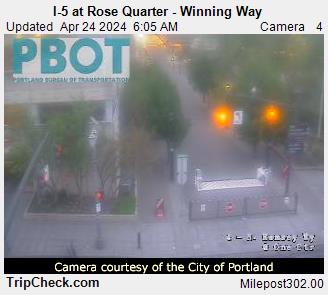 I-5 at Rose Quarter - Winning Way
Updated Apr 24 2024 6:05 AM Camera 4
PBOT
PORTLAND BUREAU OF TRANSPORTATION
Camera courtesy of the City of Portland
TripCheck.com Milepost302.00